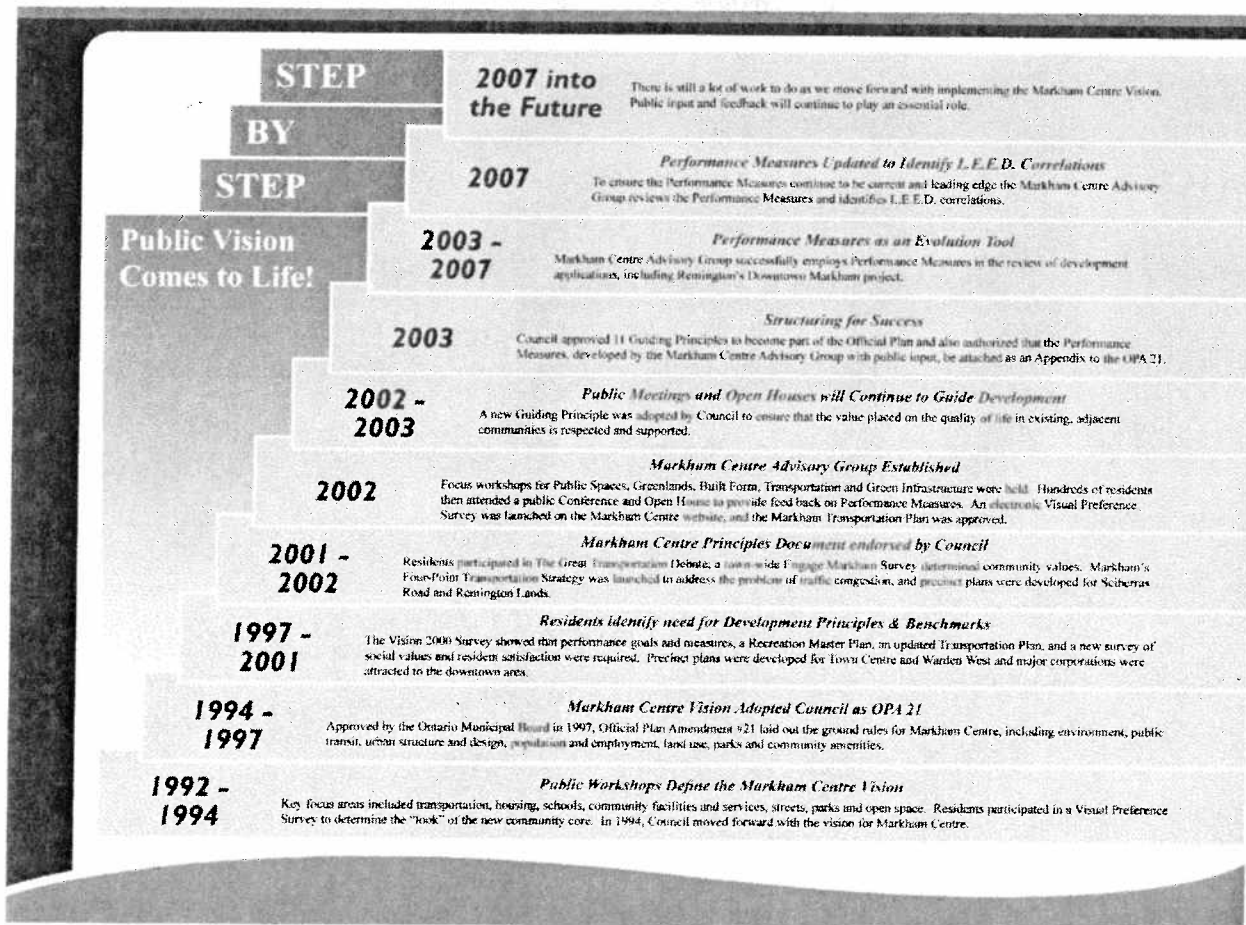 STEP
BY
STEP
Public Vision
Comes to Life!
2007 into
the Future
There is still a lot of work to do as we move forward with implementing the Markham Centre Vision.
Public input and feedback will continue to play an essential role.
2007
Performance Measures Updated to Identify L.E.E.D. Correlations
To ensure the Performance Measures continue to be current and leading edge the Markham Centre Advisory
Group reviews the Performance Measures and identifies L.E.E.D. correlations.
2003 -
2007
Performance Measures as an Evolution Tool
Markham Centre Advisory Group successfully employs Performance Measures in the review of development
applications, including Remington's Downtown Markham project.
2003
Structuring for Success
Council approved 11 Guiding Principles to become part of the Official Plan and also authorized that the Performance
Measures, developed by the Markham Centre Advisory Group with public input, be attached as an Appendix to the OPA 21.
2002 -
2003
Public Meetings and Open Houses will Continue to Guide Development
A new Guiding Principle was adopted by Council to ensure that the value placed on the quality of life in existing, adjacent
communities is respected and supported.
2002
Markham Centre Advisory Group Established
Focus workshops for Public Spaces, Greenlands, Built Form, Transportation and Green Infrastructure were held. Hundreds of residents
then attended a public Conference and Open House to provide feed back on Performance Measures. An electronic Visual Preference
Survey was launched on the Markham Centre website, and the Markham Transportation Plan was approved.
2001 -
2002
Markham Centre Principles Document endorsed by Council
Residents participated in The Great Transportation Debate, a town-wide Engage Markham Survey determined community values. Markham's
Four-Point Transportation Strategy was launched to address the problem of traffic congestion, and precinct plans were developed for Sciberras
Road and Remington Lands.
1997 -
2001
Residents identify need for Development Principles & Benchmarks
The Vision 2000 Survey showed that performance goals and measures, a Recreation Master Plan, an updated Transportation Plan, and a new survey of
social values and resident satisfaction were required. Precinct plans were developed for Town Centre and Warden West and major corporations were
attracted to the downtown area.
1994 -
1997
Markham Centre Vision Adopted Council as OPA 21
Approved by the Ontario Municipal Board in 1997, Official Plan Amendment #21 laid out the ground rules for Markham Centre, including environment, public
transit, urban structure and design, population and employment, land use, parks and community amenities.
1992 -
1994
Public Workshops Define the Markham Centre Vision
Key focus areas included transportation, housing, schools, community facilities and services, streets, parks and open space. Residents participated in a Visual Preference
Survey to determine the "look" of the new community core. In 1994, Council moved forward with the vision for Markham Centre.